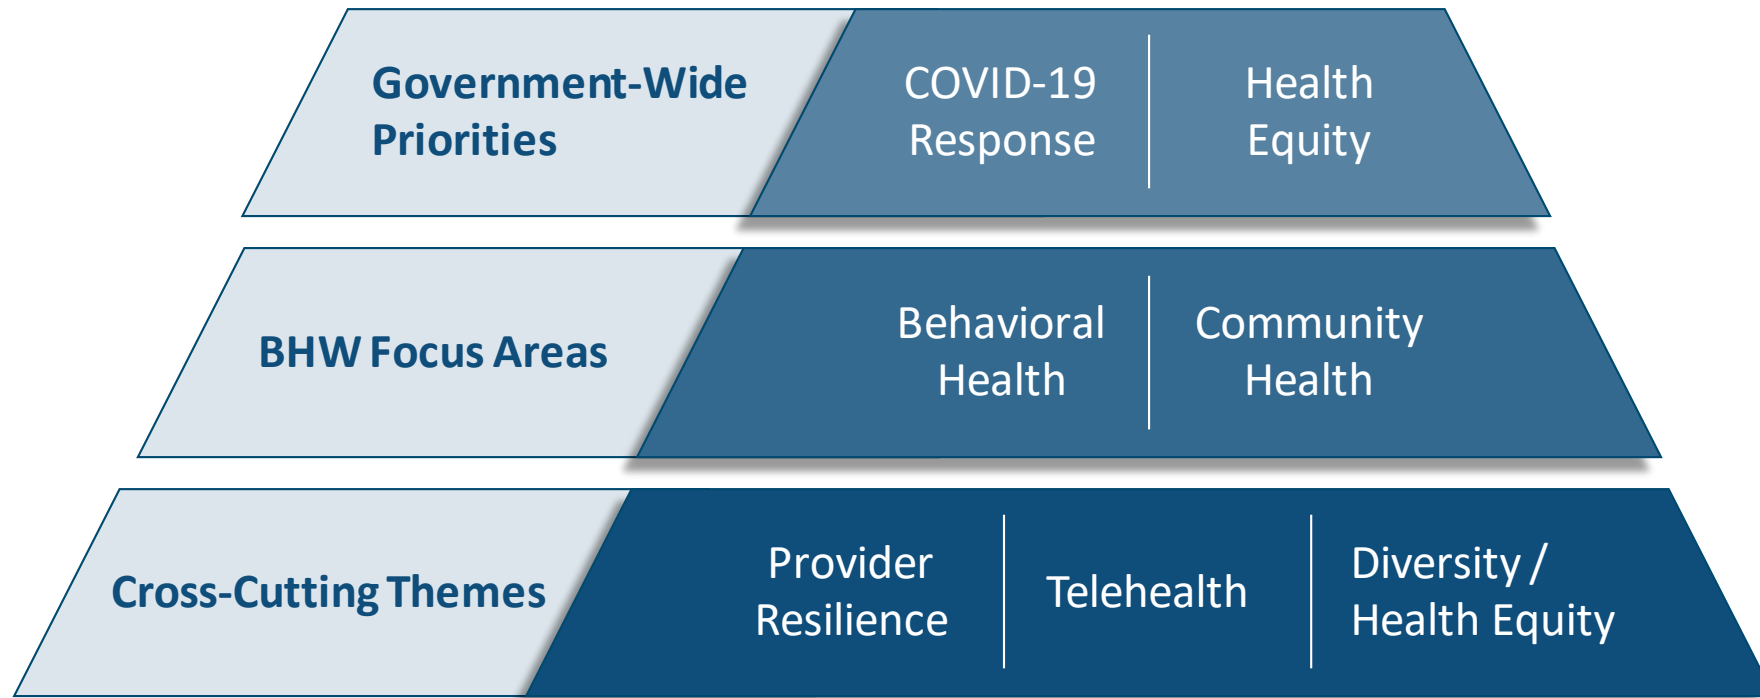 Government-Wide
Priorities
COVID-19
Response
Health
Equity
BHW Focus Areas
Behavioral
Health
Community
Health
Cross-Cutting Themes
Provider
Resilience
Telehealth
Diversity /
Health Equity